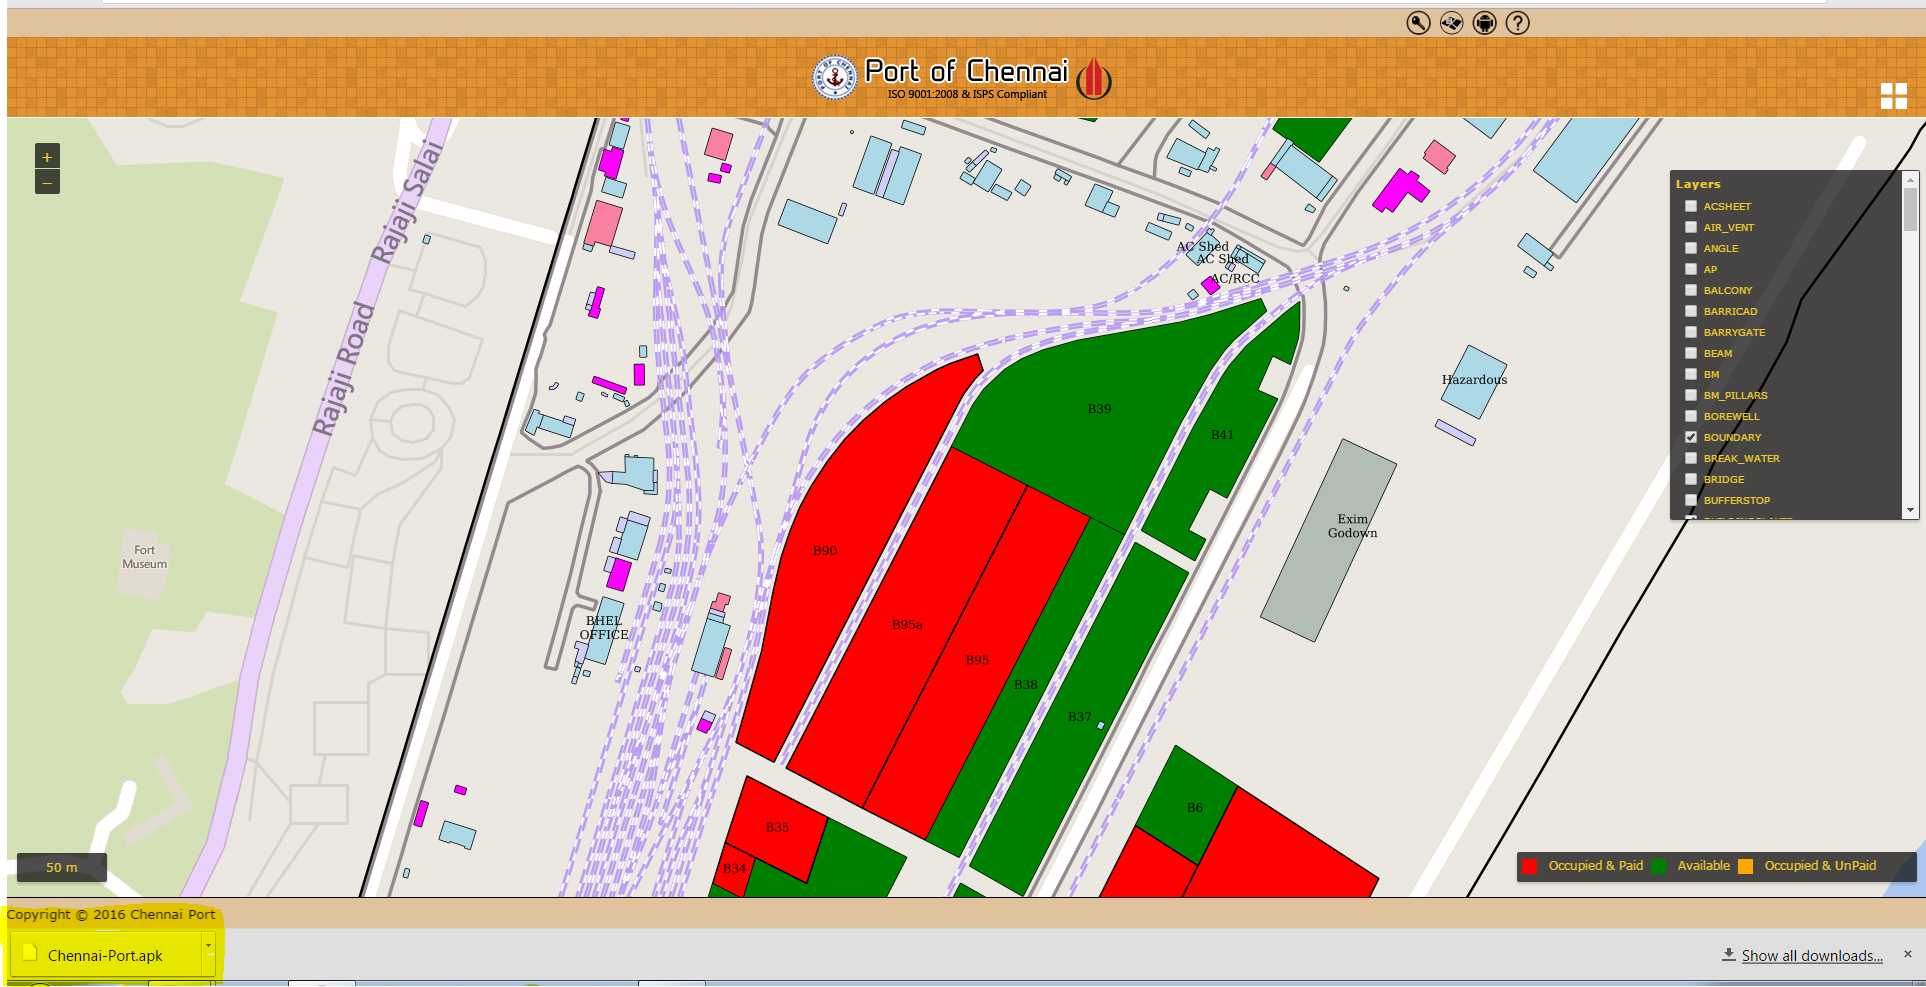 Port of Chennai
ISO 9001:2008 & ISPS Compliant
+
–
Rajaji Salai
Rajaji Road
Fort
Museum
BHEL
OFFICE
AC Shed
AC Shed
AC/RCC
Hazardous
Exim
Godown
B39
B41
B90
B95a
B95
B38
B37
B6
B35
B34
Layers
ACSHEET
AIR_VENT
ANGLE
AP
BALCONY
BARRICAD
BARRYGATE
BEAM
BM
BM_PILLARS
BOREWELL
BOUNDARY
BREAK_WATER
BRIDGE
BUFFERSTOP
50 m
Occupied & Paid Available Occupied & UnPaid
Copyright © 2016 Chennai Port
Chennai-Port.apk
Show all downloads...